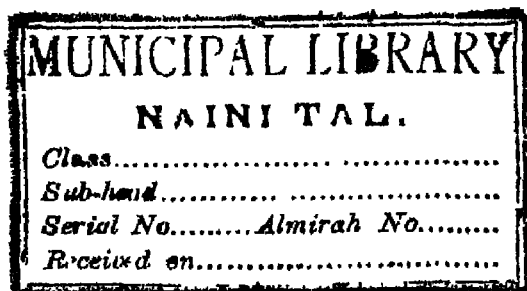 MUNICIPAL LIBRARY
NAINI TAL.
Class....................................................
Sub-head................................................
Serial No.........Almirah No.........
Received on.........................................